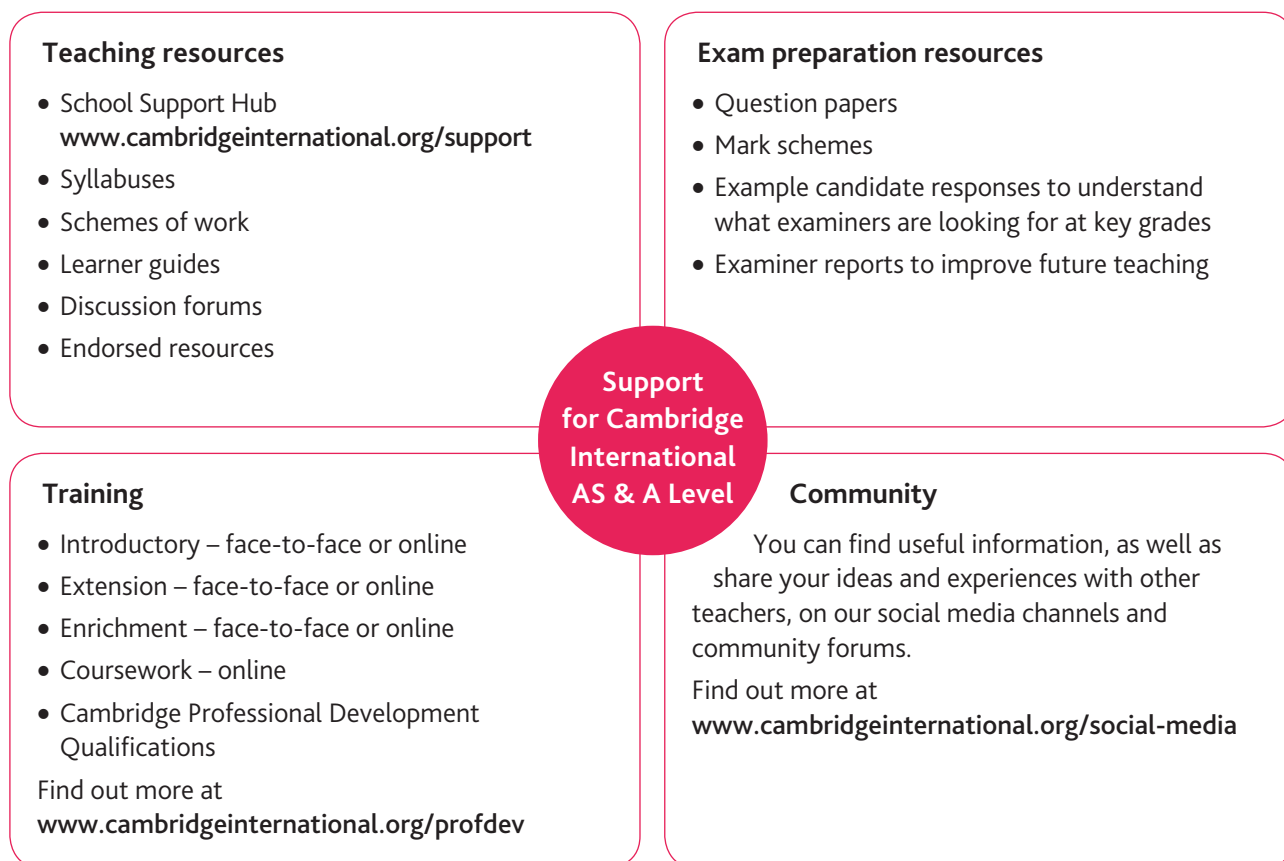 Teaching resources
• School Support Hub
www.cambridgeinternational.org/support
• Syllabuses
• Schemes of work
• Learner guides
• Discussion forums
• Endorsed resources
Exam preparation resources
• Question papers
• Mark schemes
• Example candidate responses to understand
what examiners are looking for at key grades
• Examiner reports to improve future teaching
Support
for Cambridge
International
AS & A Level
Training
• Introductory – face-to-face or online
• Extension – face-to-face or online
• Enrichment – face-to-face or online
• Coursework – online
• Cambridge Professional Development
Qualifications
Find out more at
www.cambridgeinternational.org/profdev
Community
You can find useful information, as well as
share your ideas and experiences with other
teachers, on our social media channels and
community forums.
Find out more at
www.cambridgeinternational.org/social-media